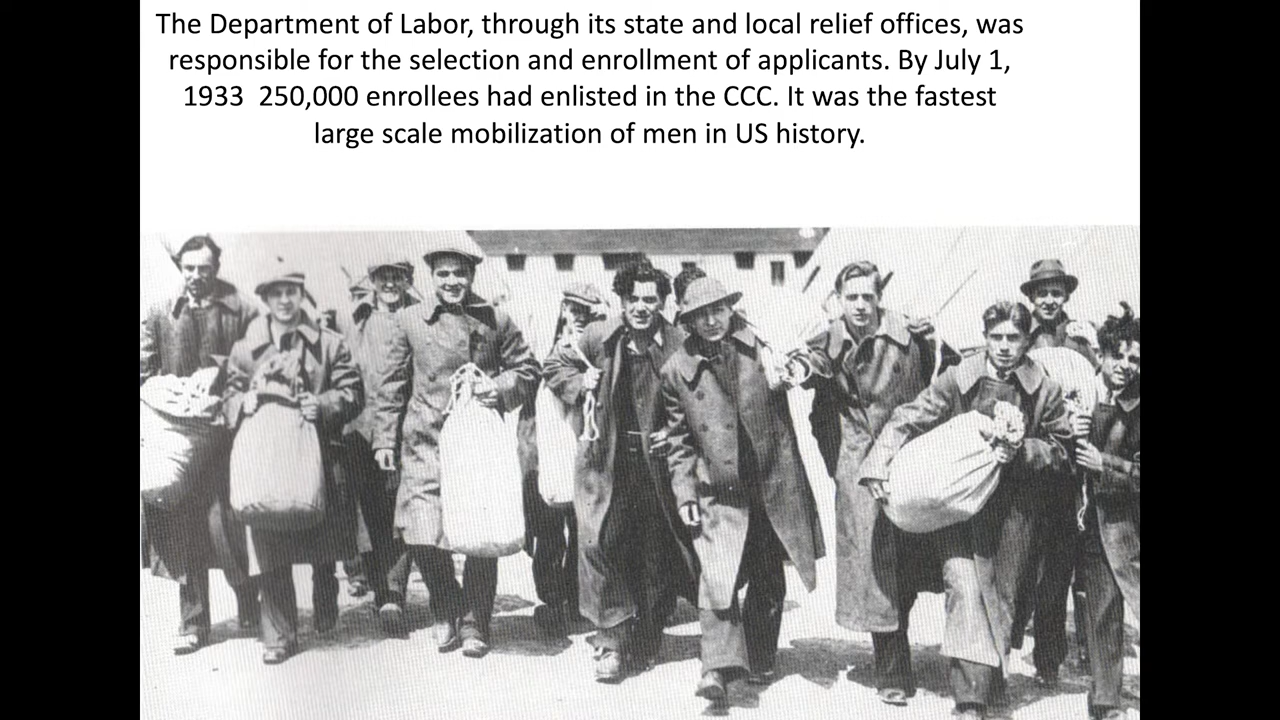 The Department of Labor, through its state and local relief offices, was
responsible for the selection and enrollment of applicants. By July 1,
1933  250,000 enrollees had enlisted in the CCC. It was the fastest
large scale mobilization of men in US history.